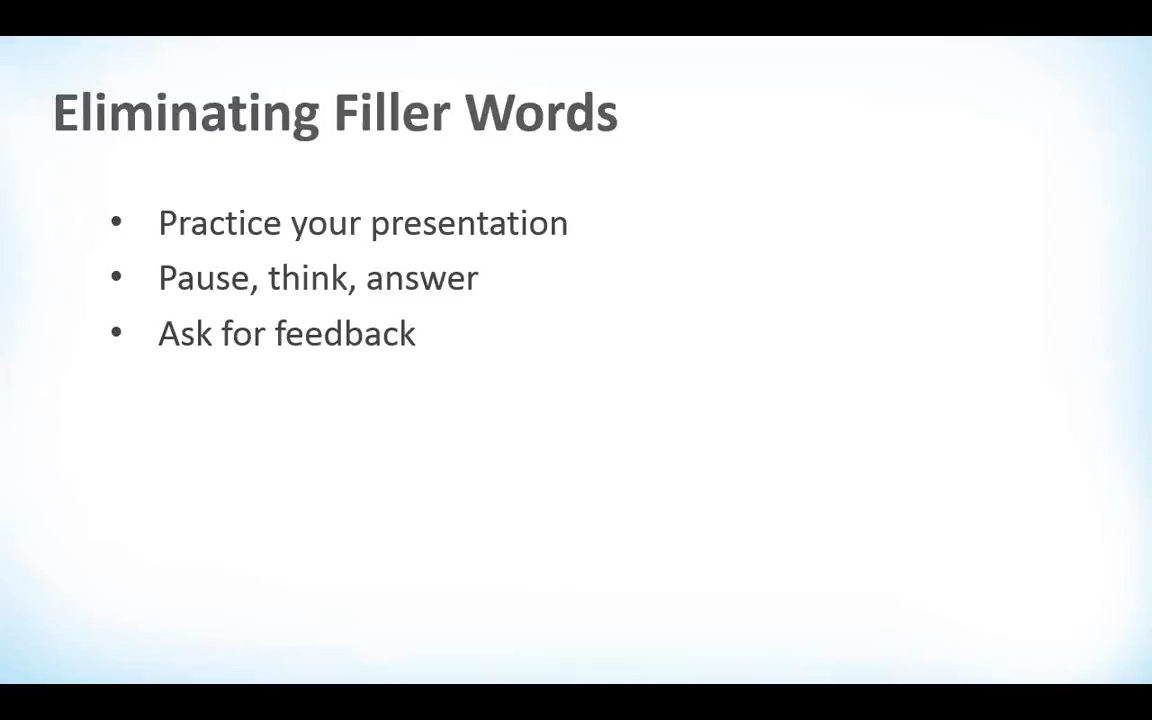 Eliminating Filler Words
• Practice your presentation
• Pause, think, answer
• Ask for feedback